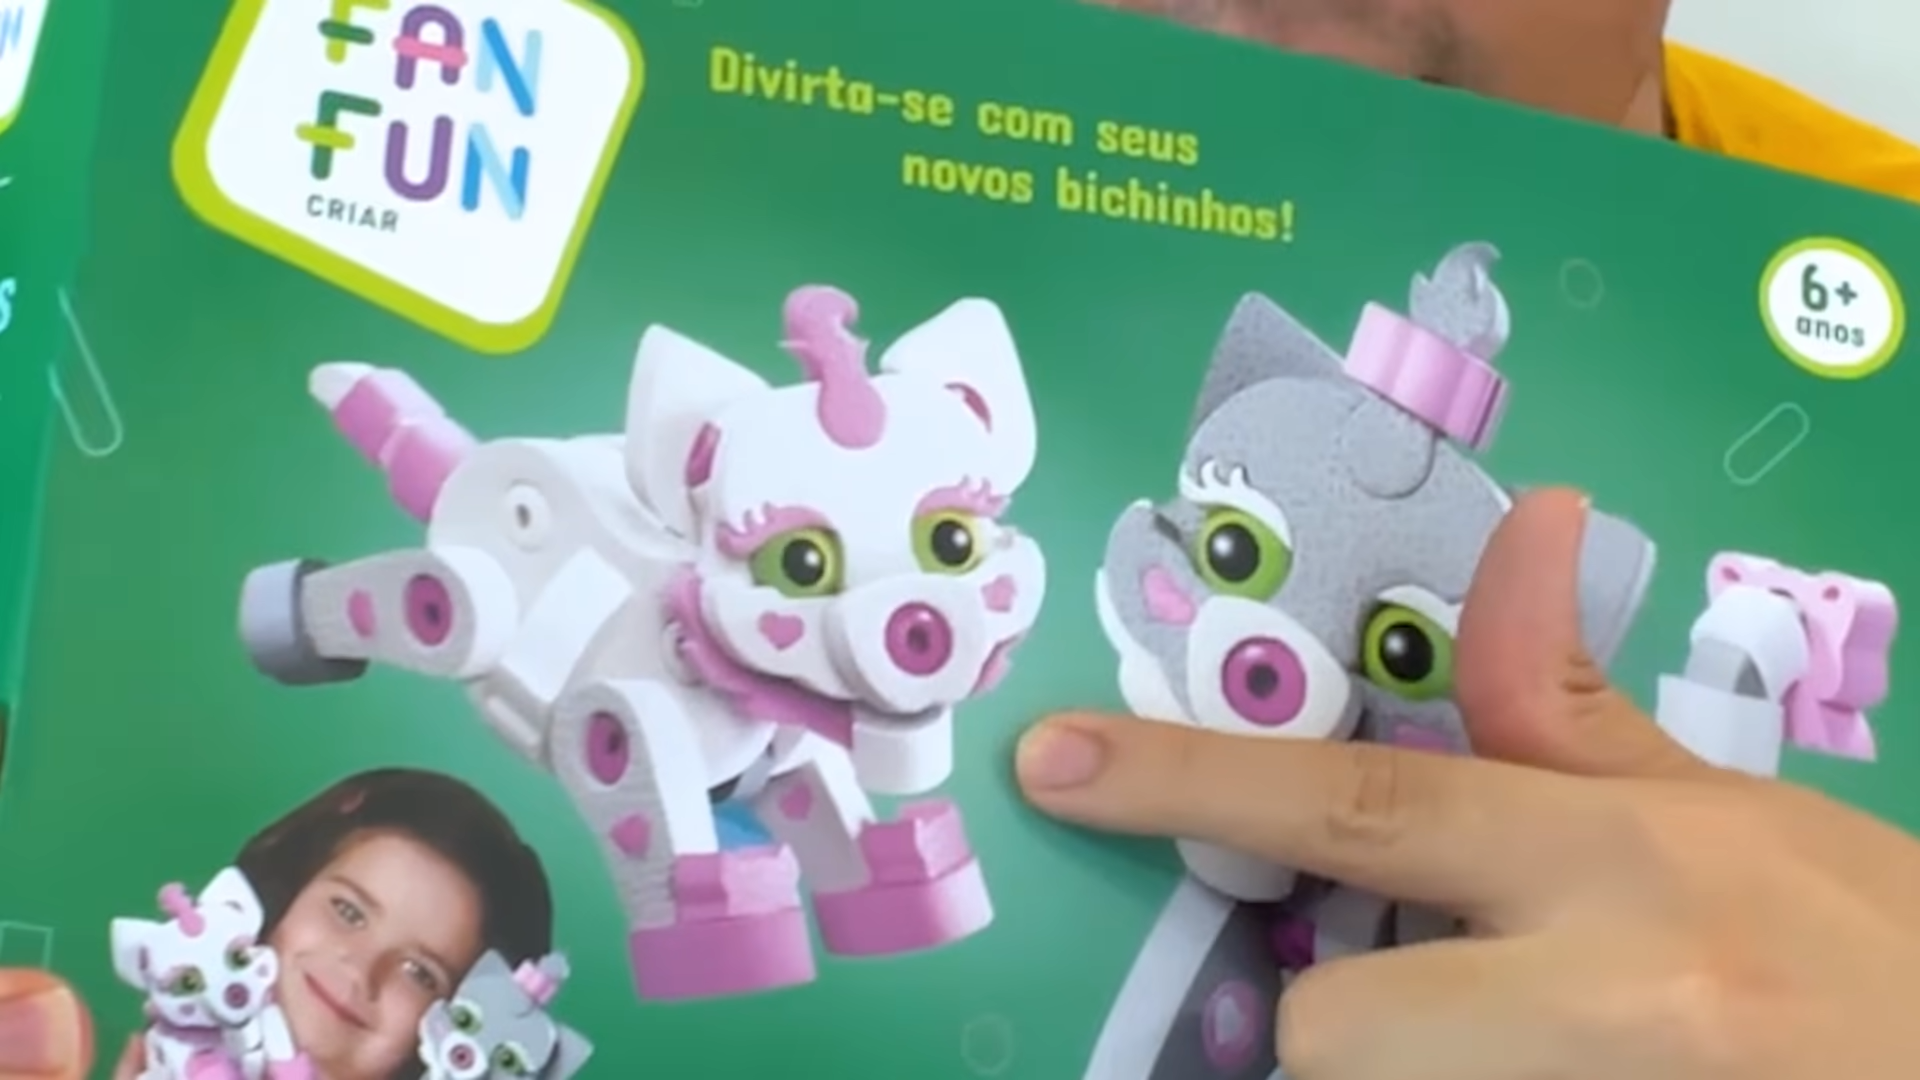 FAN
FUN
CRIAR
Divirta-se com seus
novos bichinhos!
6+
anos